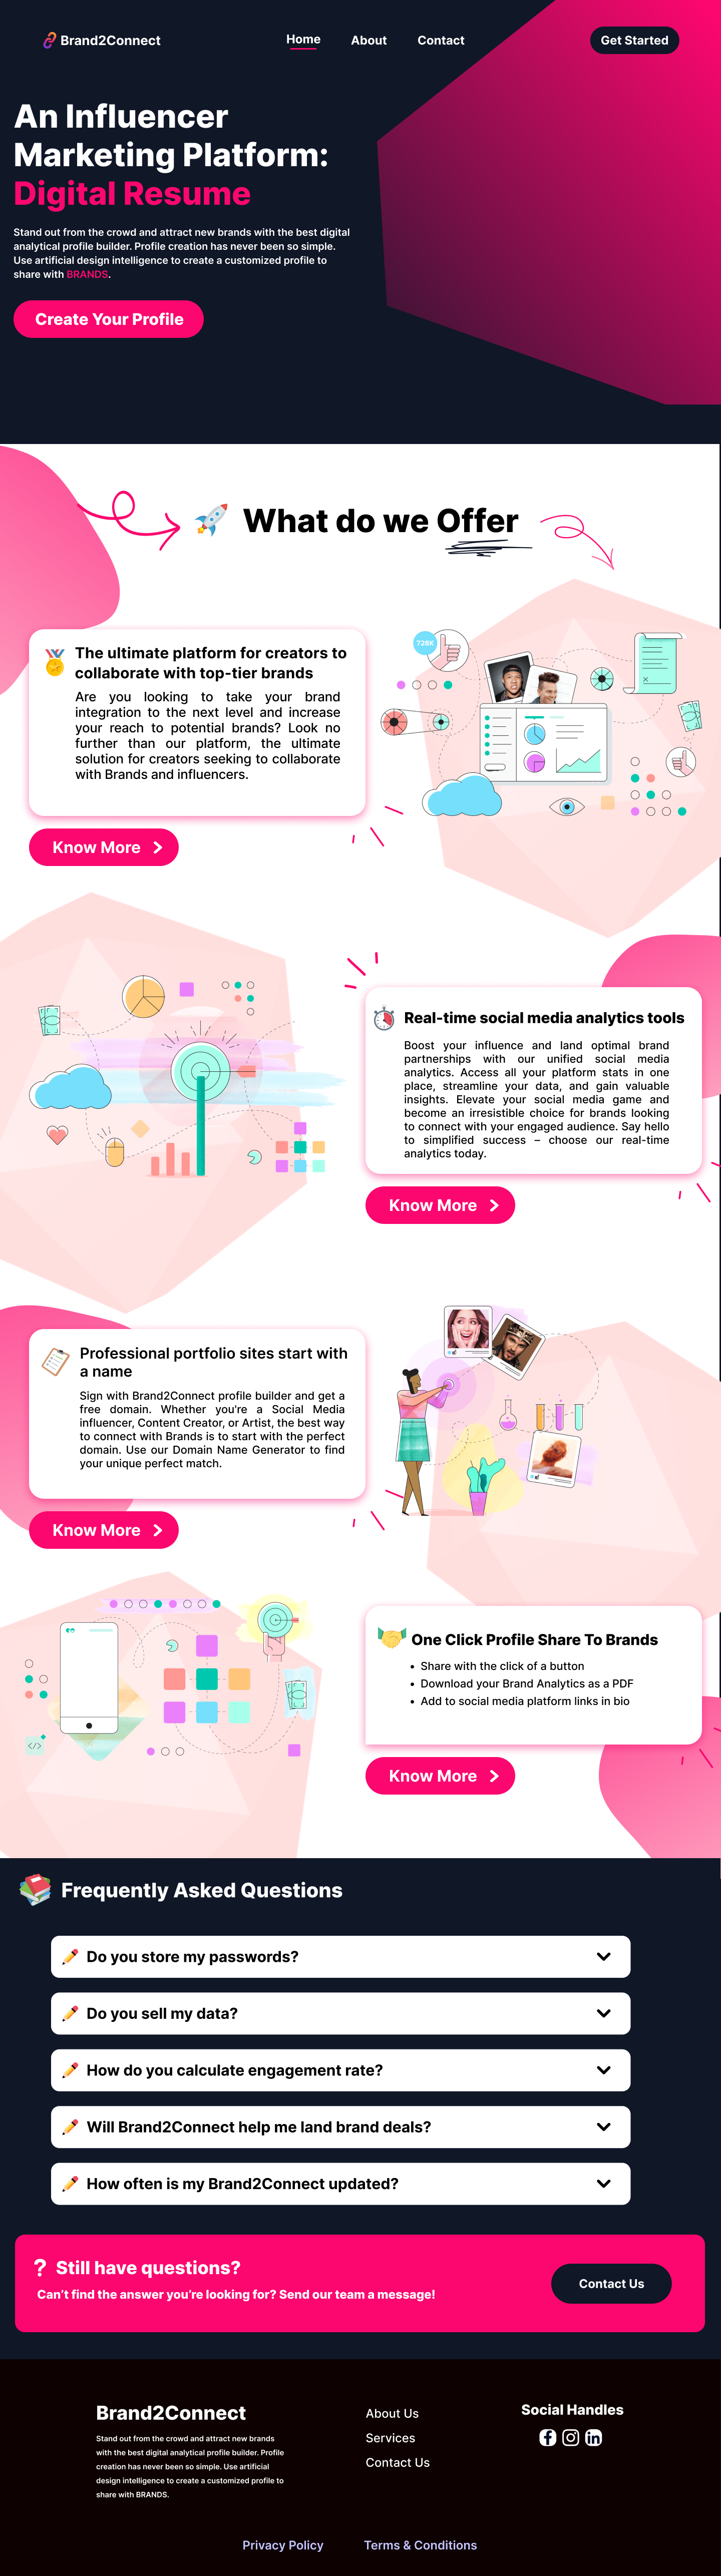 Brand2Connect
Home
About
Contact
Get Started
An Influencer
Marketing Platform:
Digital Resume
Stand out from the crowd and attract new brands with the best digital
analytical profile builder. Profile creation has never been so simple.
Use artificial design intelligence to create a customized profile to
share with BRANDS.
Create Your Profile
What do we Offer
The ultimate platform for creators to
collaborate with top-tier brands
Are you looking to take your brand
integration to the next level and increase
your reach to potential brands? Look no
further than our platform, the ultimate
solution for creators seeking to collaborate
with Brands and influencers.
728K
Know More
Real-time social media analytics tools
Boost your influence and land optimal brand
partnerships with our unified social media
analytics. Access all your platform stats in one
place, streamline your data, and gain valuable
insights. Elevate your social media game and
become an irresistible choice for brands looking
to connect with your engaged audience. Say hello
to simplified success – choose our real-time
analytics today.
Know More
Professional portfolio sites start with
a name
Sign with Brand2Connect profile builder and get a
free domain. Whether you're a Social Media
influencer, Content Creator, or Artist, the best way
to connect with Brands is to start with the perfect
domain. Use our Domain Name Generator to find
your unique perfect match.
Know More
</>
One Click Profile Share To Brands
• Share with the click of a button
• Download your Brand Analytics as a PDF
• Add to social media platform links in bio
Know More
Frequently Asked Questions
Do you store my passwords?
Do you sell my data?
How do you calculate engagement rate?
Will Brand2Connect help me land brand deals?
How often is my Brand2Connect updated?
? Still have questions?
Can't find the answer you're looking for? Send our team a message!
Contact Us
Brand2Connect
Stand out from the crowd and attract new brands
with the best digital analytical profile builder. Profile
creation has never been so simple. Use artificial
design intelligence to create a customized profile to
share with BRANDS.
About Us
Services
Contact Us
Social Handles
Privacy Policy
Terms & Conditions